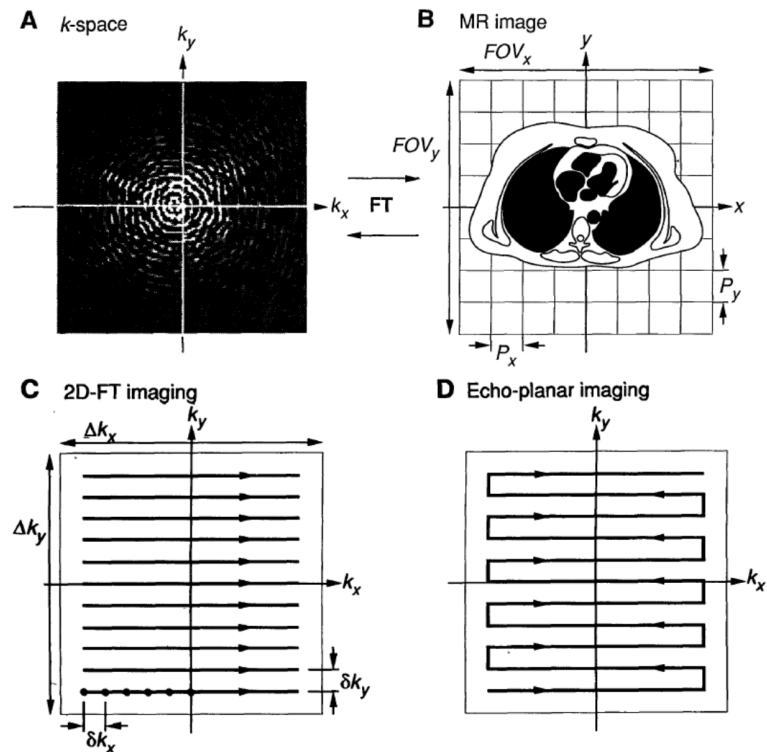 A k-space
k_y
k_x
FT
B MR image
y
FOV_x
FOV_y
x
P_y
P_x
C 2D-FT imaging
k_y
Δk_x
Δk_y
k_x
δk_y
δk_x
D Echo-planar imaging
k_y
k_x